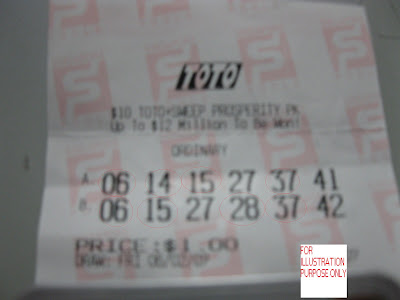 TOTO
$10 TOTO+SWEEP PROSPERITY PK
Up To $12 Million To Be Won!
ORDINARY
A. 06 14 15 27 37 41
B. 06 15 27 28 37 42
PRICE:$1.00
DRAW: FRI
FOR
ILLUSTRATION
PURPOSE ONLY